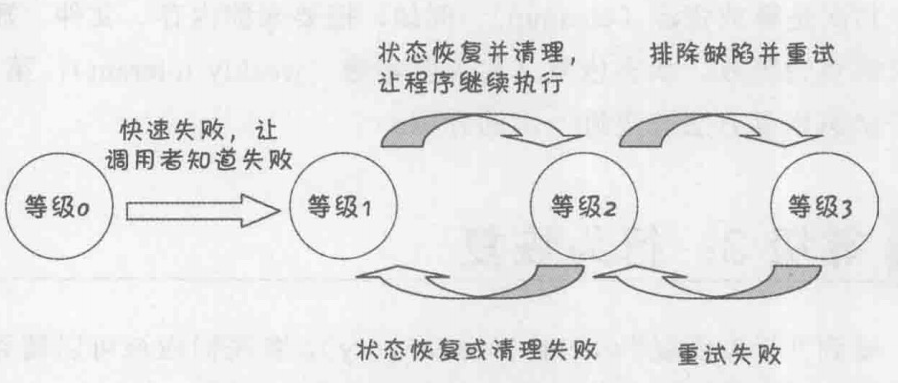 状态恢复并清理，
让程序继续执行
排除缺陷并重试
快速失败，让
调用者知道失败
等级0
等级1
等级2
等级3
状态恢复或清理失败
重试失败